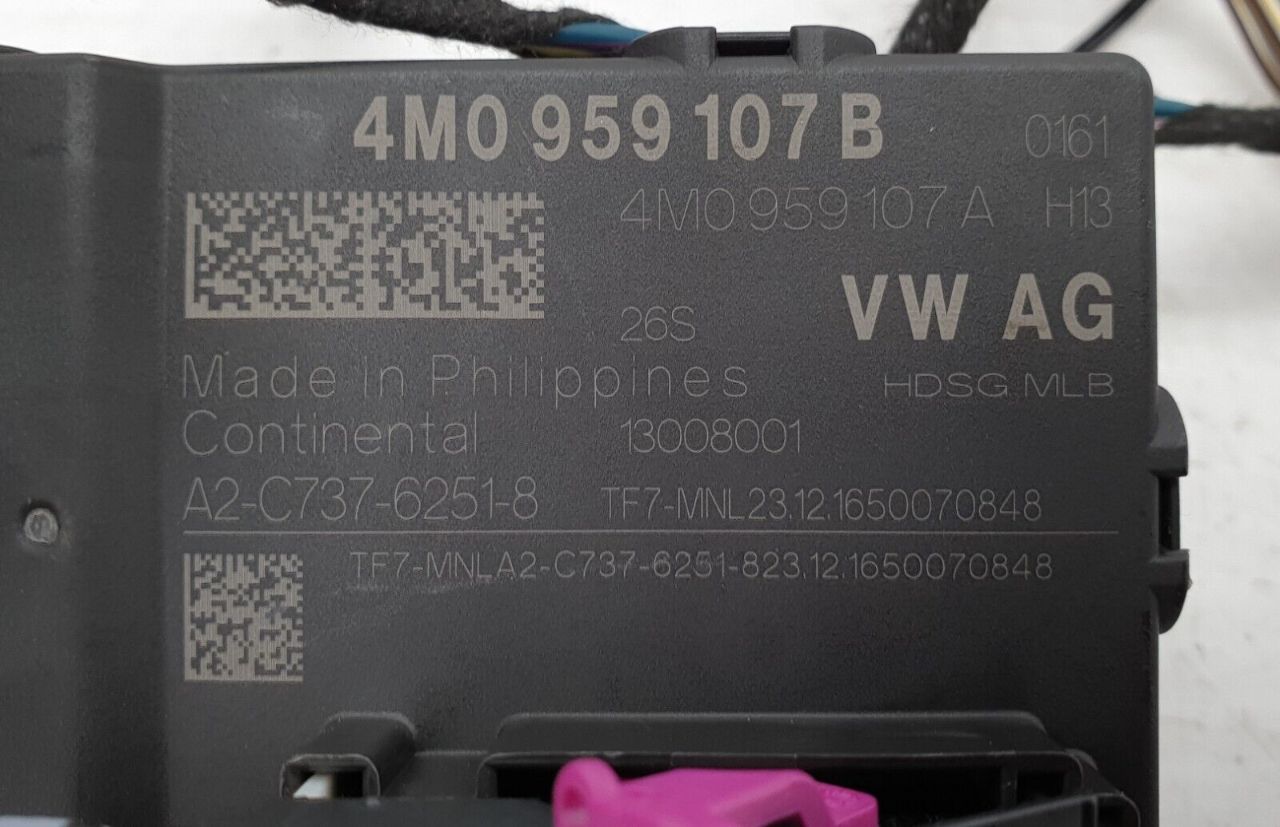 4M0 959 107 B 0161
4M0 959 107 A H13
26S VW AG
Made in Philippines HDSG MLB
Continental 13008001
A2-C737-6251-8 TF7-MNL23.12.1650070848
TF7-MNLA2-C737-6251-823.12.1650070848